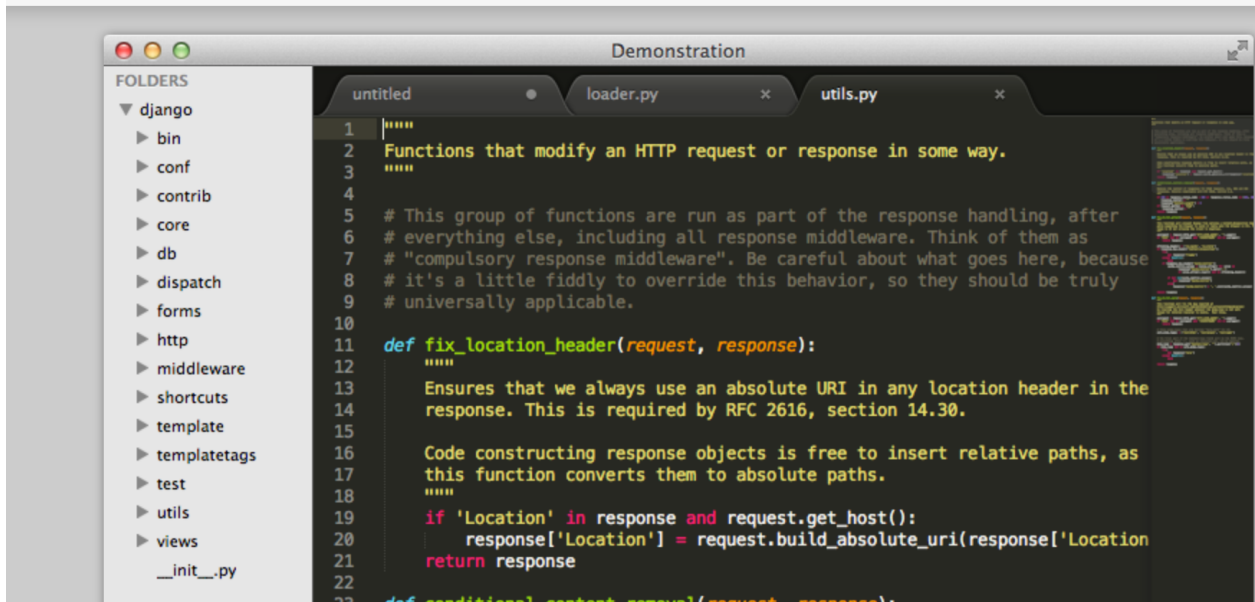 Demonstration
FOLDERS
django
bin
conf
contrib
core
db
dispatch
forms
http
middleware
shortcuts
template
templatetags
test
utils
views
__init__.py
untitled
loader.py
utils.py
1 """
2 Functions that modify an HTTP request or response in some way.
3 """
4
5 # This group of functions are run as part of the response handling, after
6 # everything else, including all response middleware. Think of them as
7 # "compulsory response middleware". Be careful about what goes here, because
8 # it's a little fiddly to override this behavior, so they should be truly
9 # universally applicable.
10
11 def fix_location_header(request, response):
12 """
13 Ensures that we always use an absolute URI in any location header in the
14 response. This is required by RFC 2616, section 14.30.
15
16 Code constructing response objects is free to insert relative paths, as
17 this function converts them to absolute paths.
18 """
19 if 'Location' in response and request.get_host():
20 response['Location'] = request.build_absolute_uri(response['Location
21 return response
22
23 def conditional_content_removal(request, response):